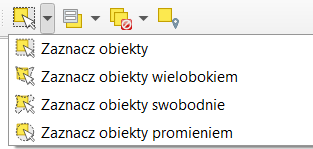 Zaznacz obiekty
Zaznacz obiekty wielobokiem
Zaznacz obiekty swobodnie
Zaznacz obiekty promieniem